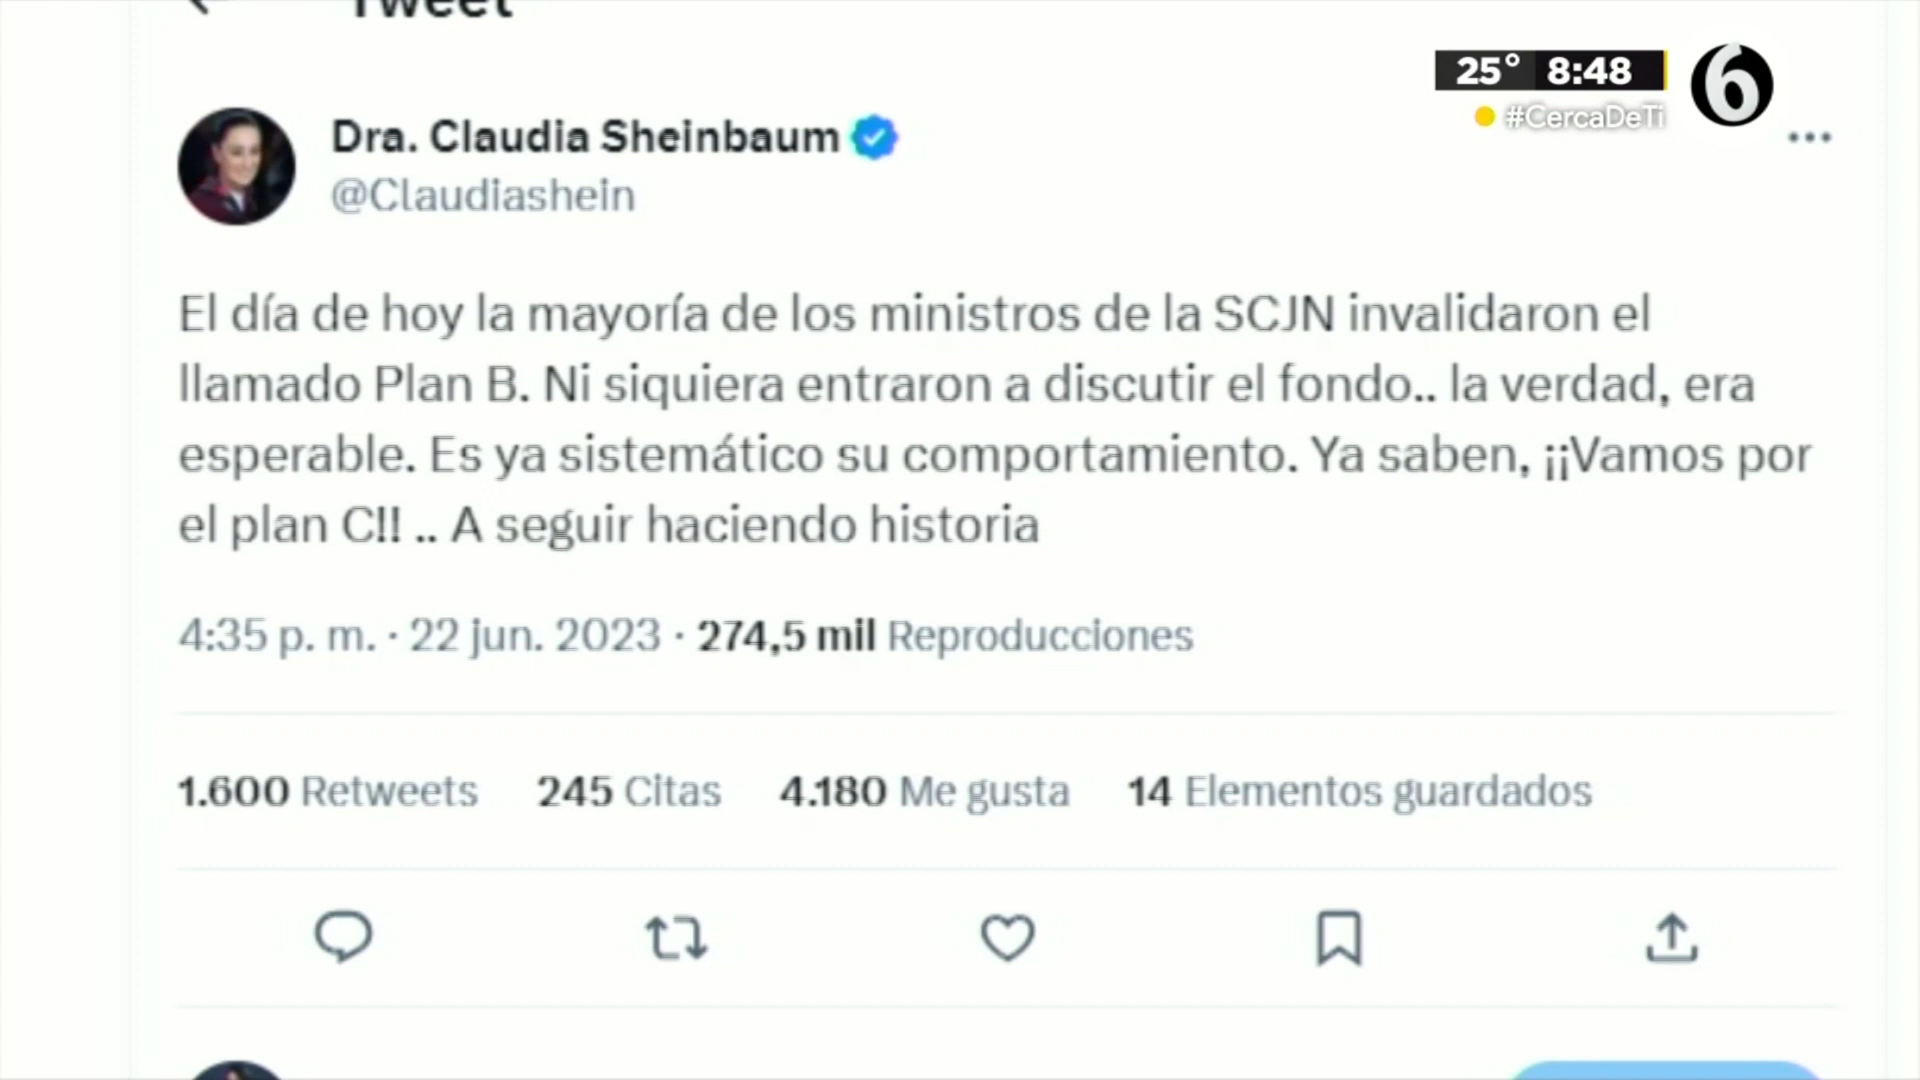 Tweet
25° 8:48
#CercaDeTi
6
Dra. Claudia Sheinbaum
@Claudiashein
El día de hoy la mayoría de los ministros de la SCJN invalidaron el
llamado Plan B. Ni siquiera entraron a discutir el fondo.. la verdad, era
esperable. Es ya sistemático su comportamiento. Ya saben, ¡¡Vamos por
el plan C!! .. A seguir haciendo historia
4:35 p. m. · 22 jun. 2023 · 274,5 mil Reproducciones
1.600 Retweets 245 Citas 4.180 Me gusta 14 Elementos guardados